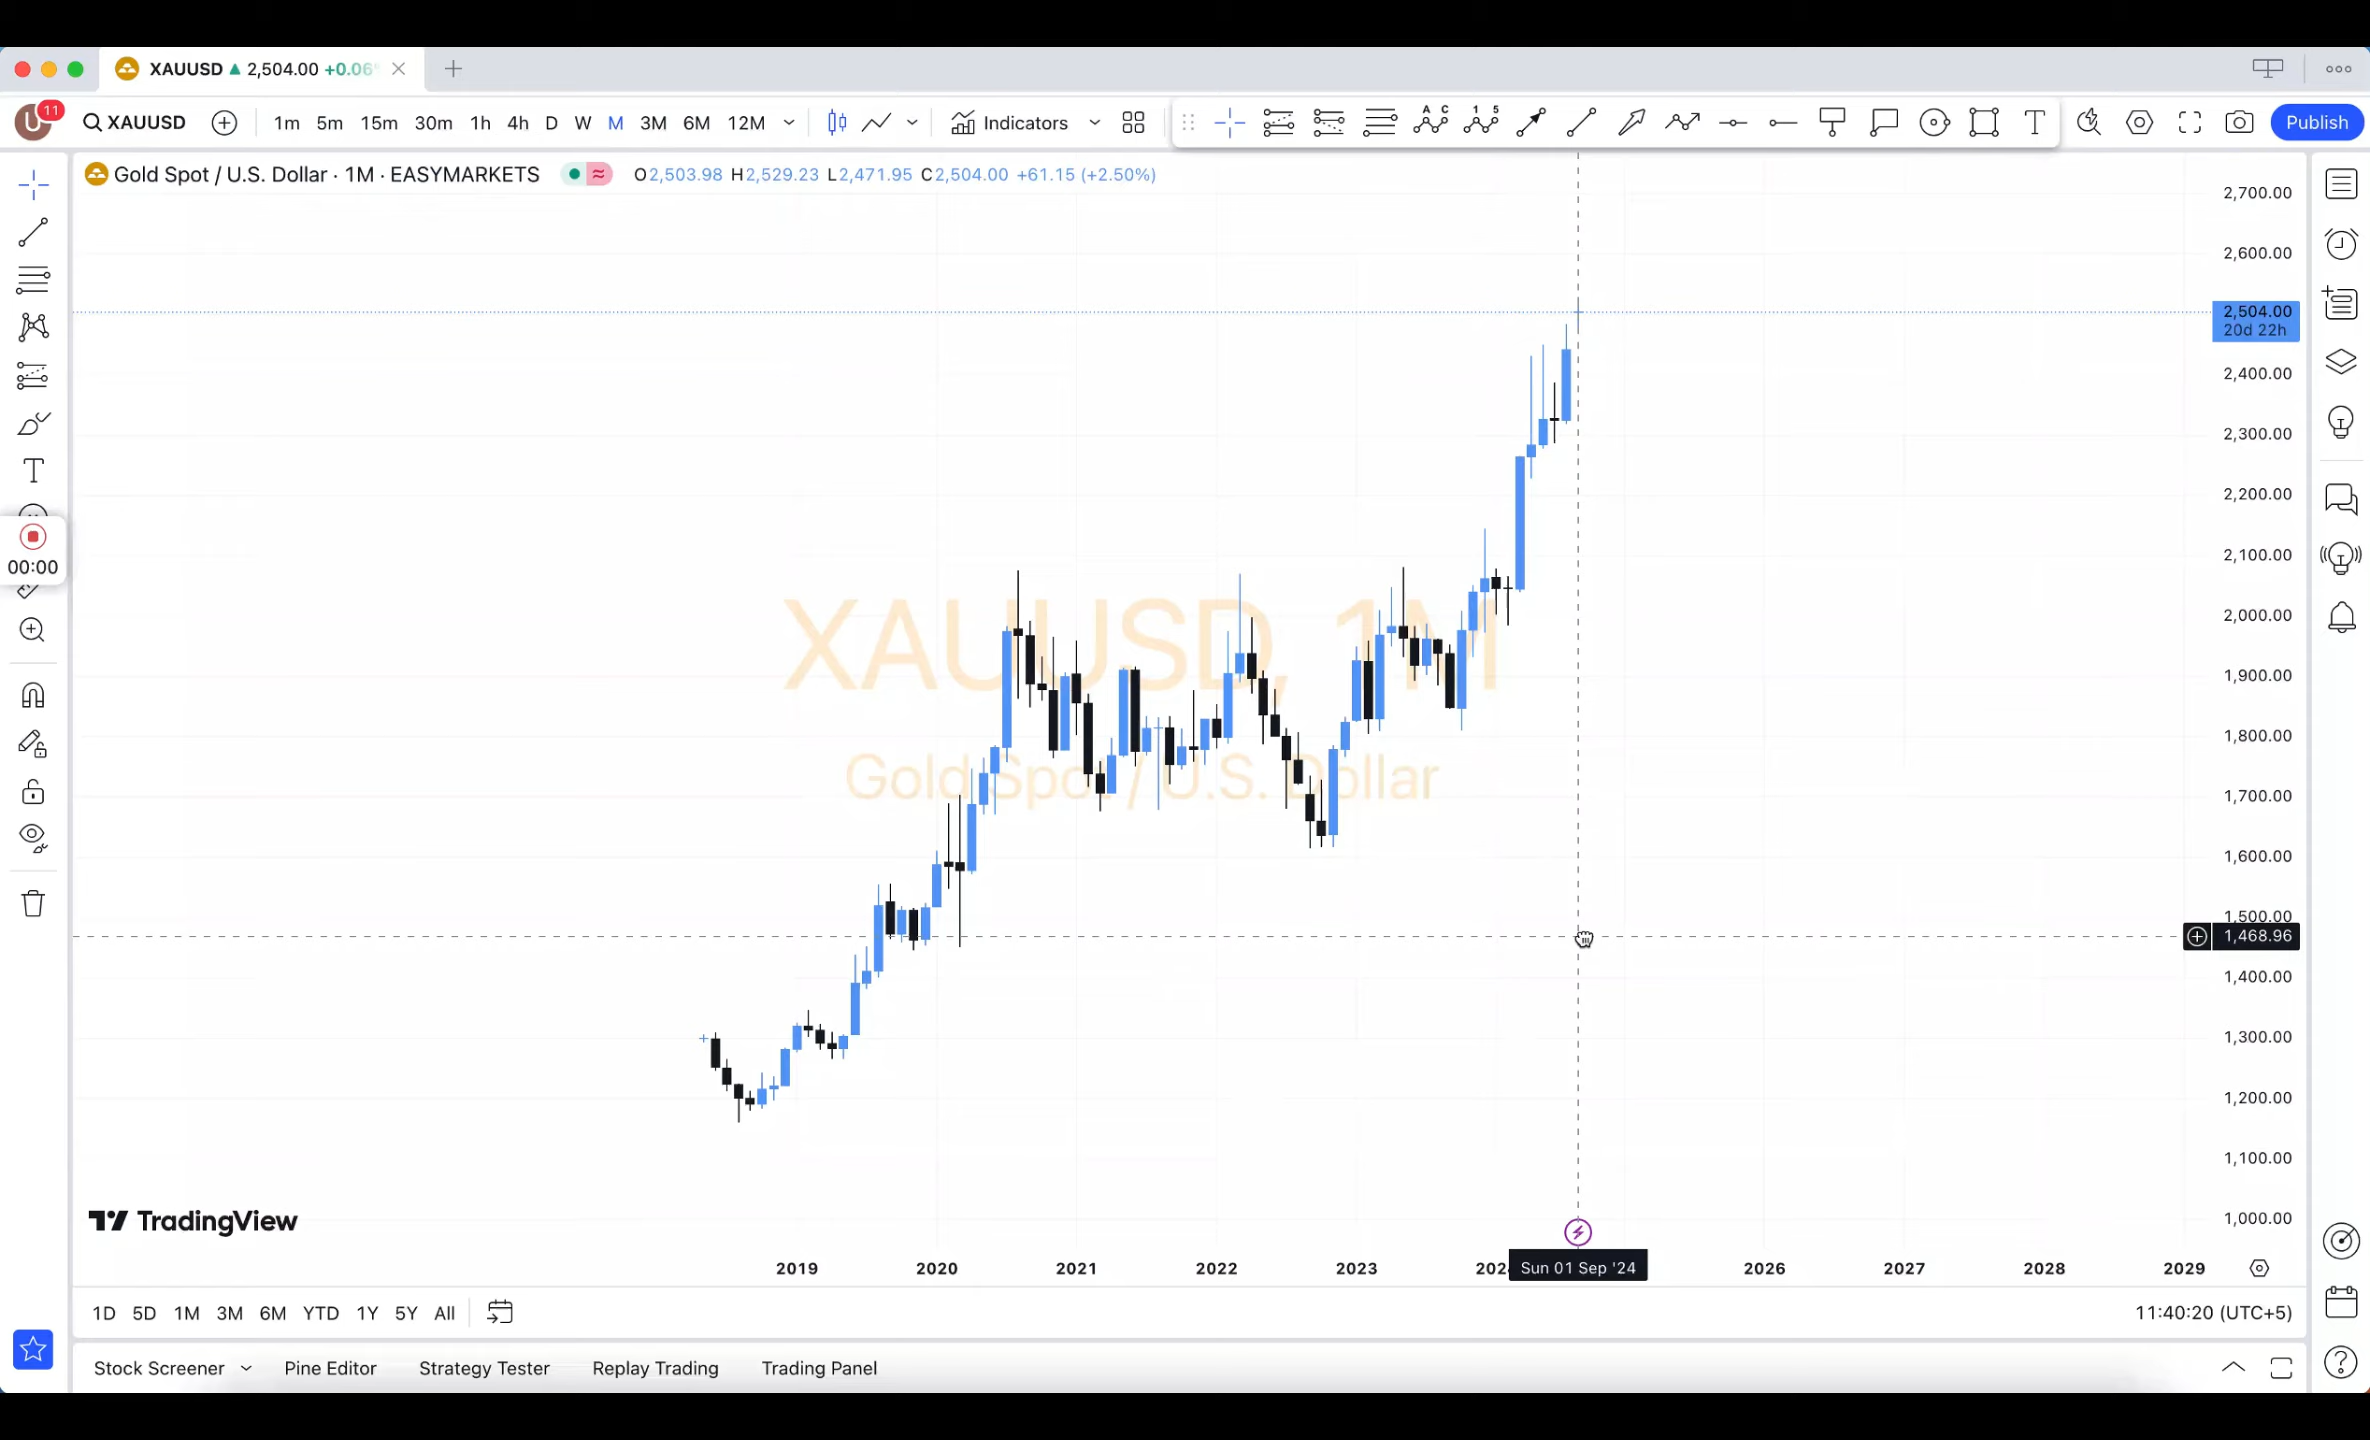 XAUUSD ▲ 2,504.00 +0.06
U 11 XAUUSD 1m 5m 15m 30m 1h 4h D W M 3M 6M 12M Indicators A C 1 5 T Publish
Gold Spot / U.S. Dollar · 1M · EASYMARKETS O2,503.98 H2,529.23 L2,471.95 C2,504.00 +61.15 (+2.50%)
2,700.00
2,600.00
2,504.00
20d 22h
2,400.00
2,300.00
2,200.00
2,100.00
2,000.00
1,900.00
1,800.00
1,700.00
1,600.00
1,500.00
1,468.96
1,400.00
1,300.00
1,200.00
1,100.00
1,000.00
T
00:00
XAUUSD, 1M
Gold Spot / U.S. Dollar
TradingView
2019 2020 2021 2022 2023 202 Sun 01 Sep '24 2026 2027 2028 2029
1D 5D 1M 3M 6M YTD 1Y 5Y All 11:40:20 (UTC+5)
Stock Screener Pine Editor Strategy Tester Replay Trading Trading Panel